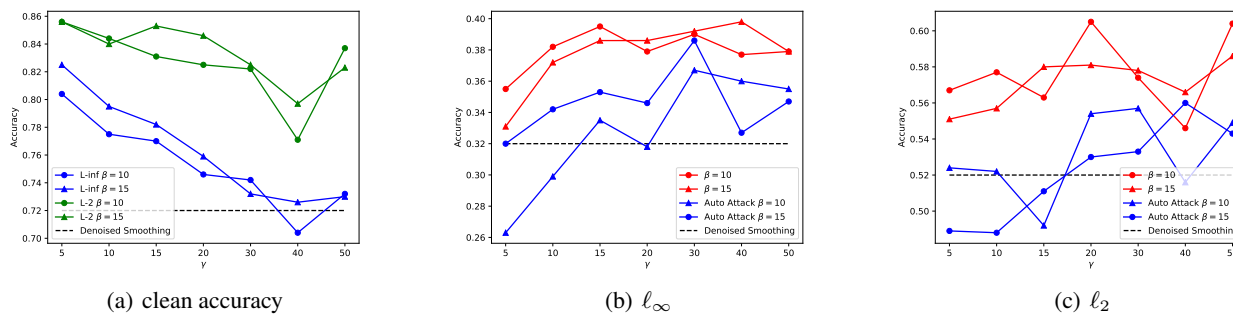 0.86
0.84
0.82
0.80
0.78
0.76
0.74
0.72
0.70
Accuracy
L-inf β = 10
L-inf β = 15
L-2 β = 10
L-2 β = 15
Denoised Smoothing
5 10 15 20 30 40 50
γ
(a) clean accuracy
0.40
0.38
0.36
0.34
0.32
0.30
0.28
0.26
Accuracy
β = 10
β = 15
Auto Attack β = 10
Auto Attack β = 15
Denoised Smoothing
5 10 15 20 30 40 50
γ
(b) ℓ∞
0.60
0.58
0.56
0.54
0.52
0.50
Accuracy
β = 10
β = 15
Auto Attack β = 10
Auto Attack β = 15
Denoised Smoothing
5 10 15 20 30 40 50
γ
(c) ℓ2